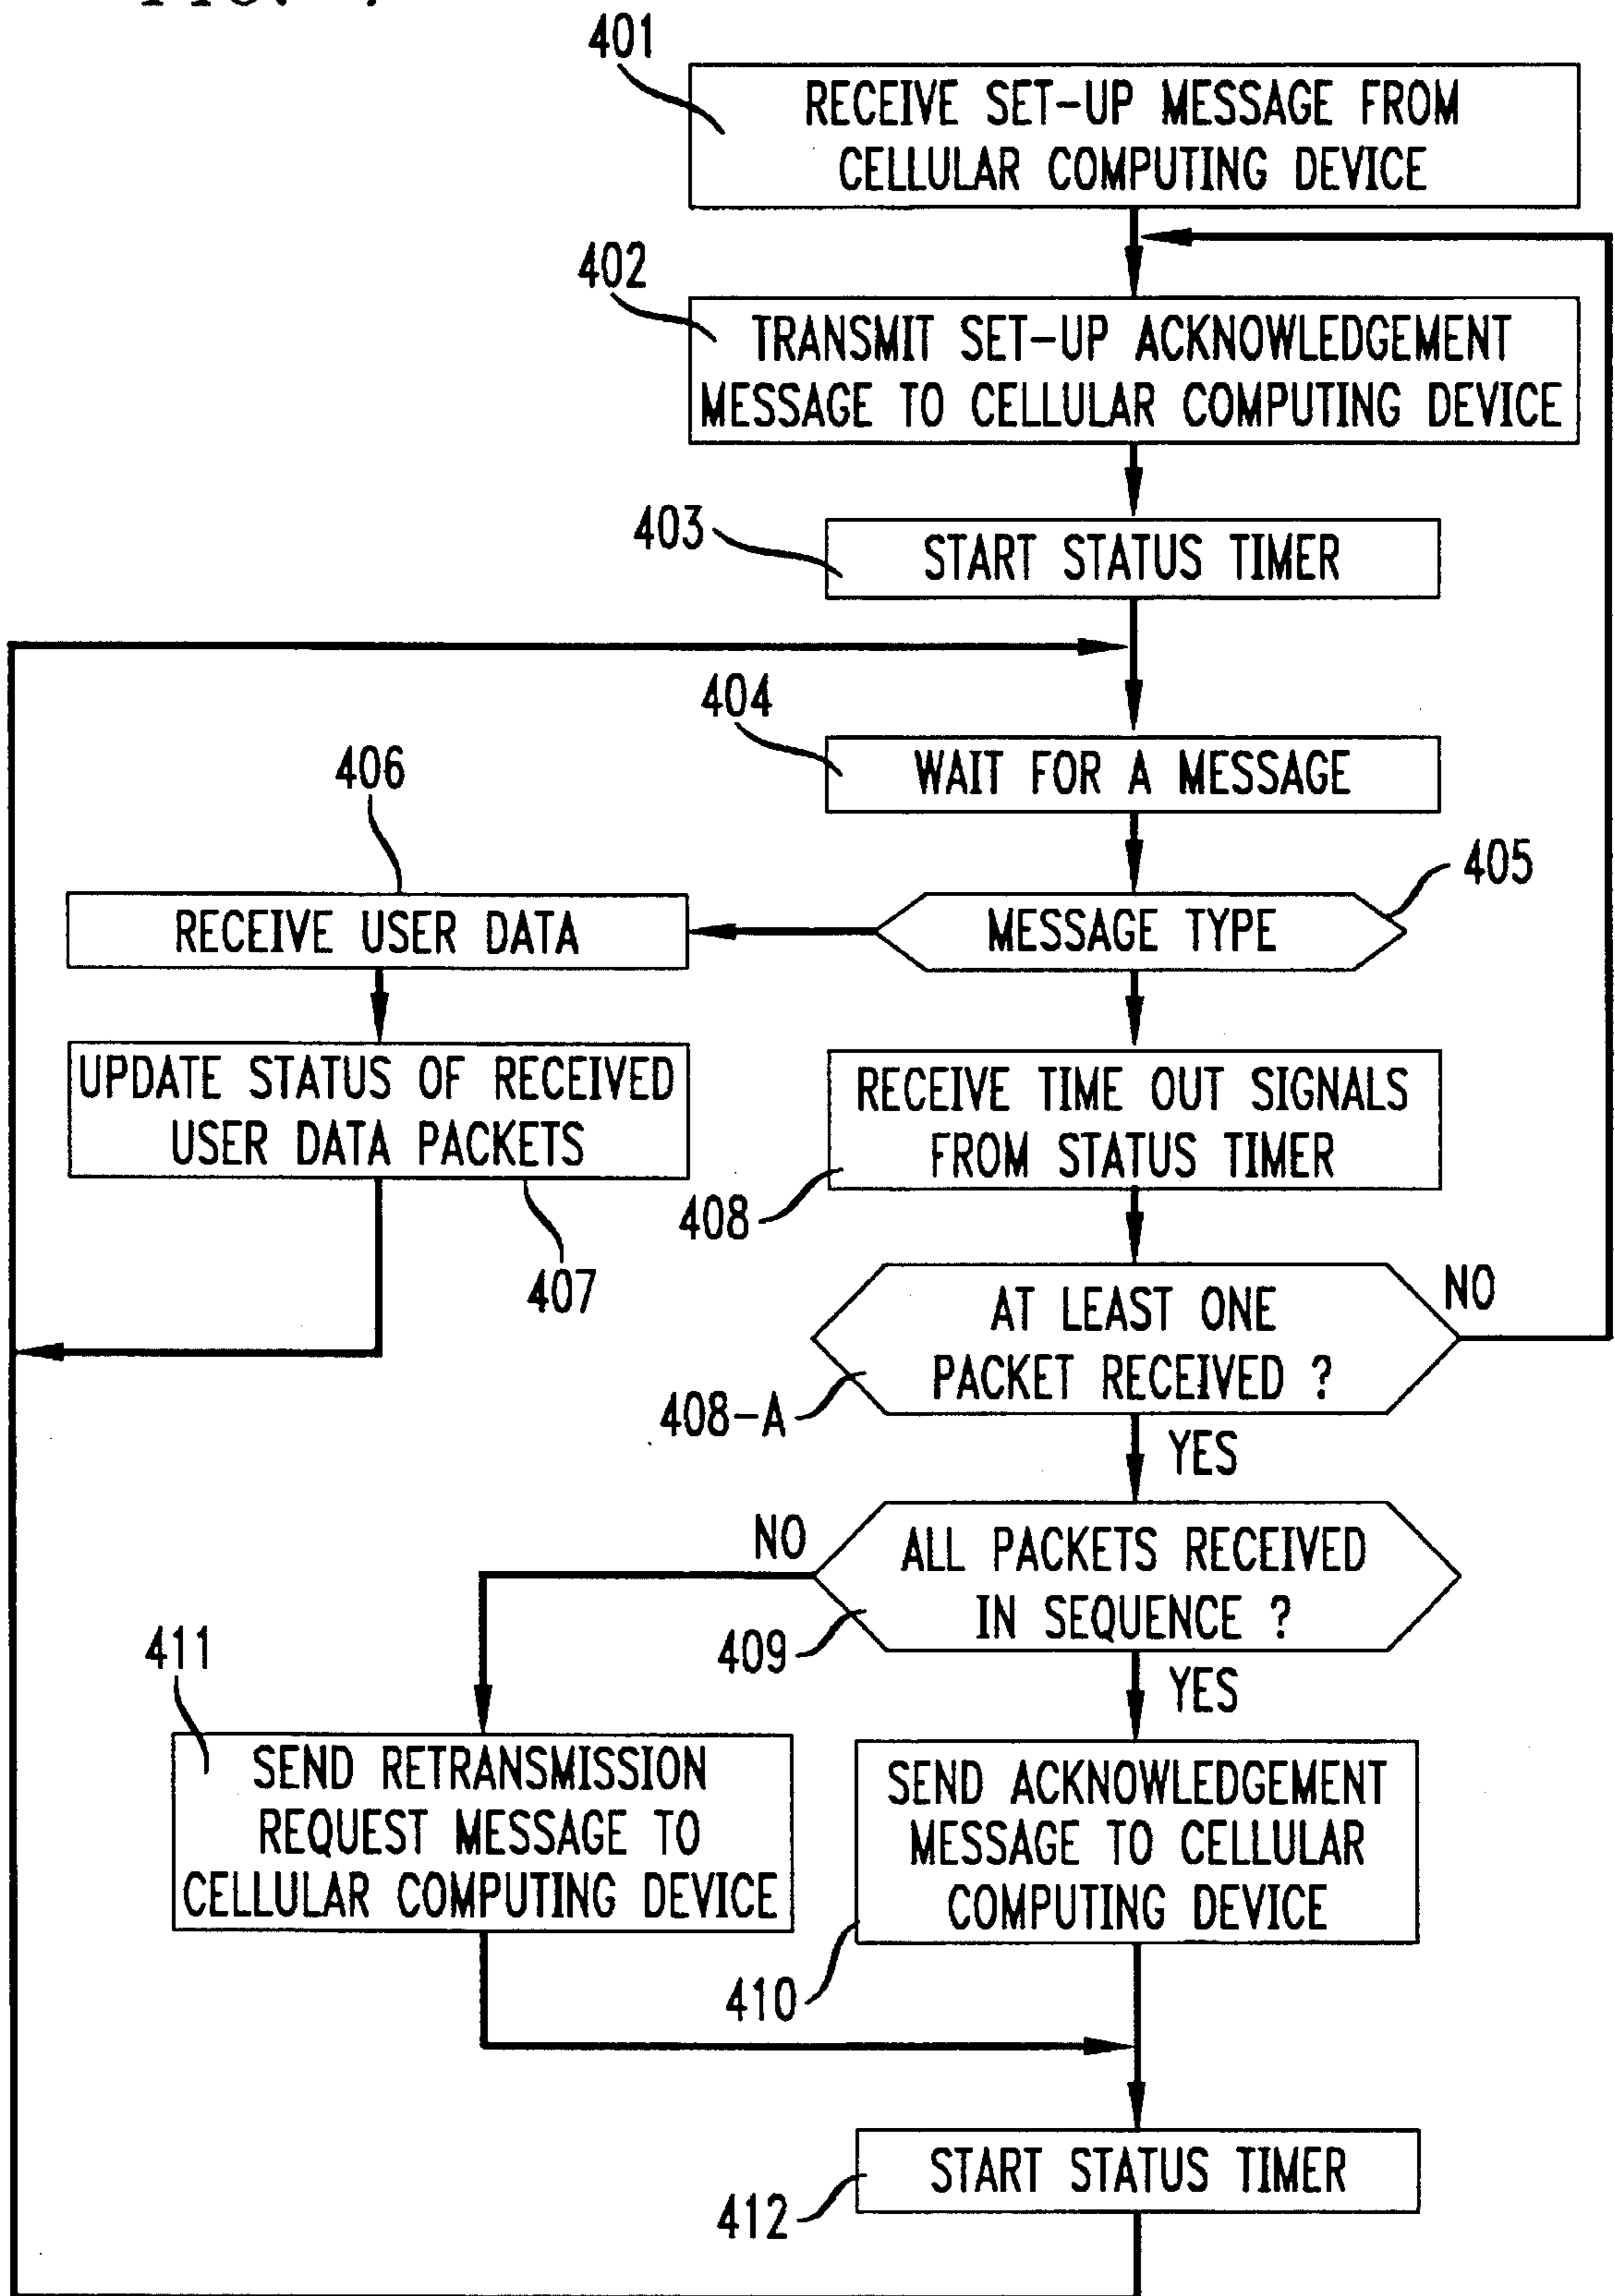 401
RECEIVE SET-UP MESSAGE FROM
CELLULAR COMPUTING DEVICE
402
TRANSMIT SET-UP ACKNOWLEDGEMENT
MESSAGE TO CELLULAR COMPUTING DEVICE
403
START STATUS TIMER
404
WAIT FOR A MESSAGE
405
MESSAGE TYPE
406
RECEIVE USER DATA
UPDATE STATUS OF RECEIVED
USER DATA PACKETS
407
RECEIVE TIME OUT SIGNALS
FROM STATUS TIMER
408
AT LEAST ONE
PACKET RECEIVED ?
408-A
NO
YES
ALL PACKETS RECEIVED
IN SEQUENCE ?
409
NO
YES
411
SEND RETRANSMISSION
REQUEST MESSAGE TO
CELLULAR COMPUTING DEVICE
SEND ACKNOWLEDGEMENT
MESSAGE TO CELLULAR
COMPUTING DEVICE
410
START STATUS TIMER
412